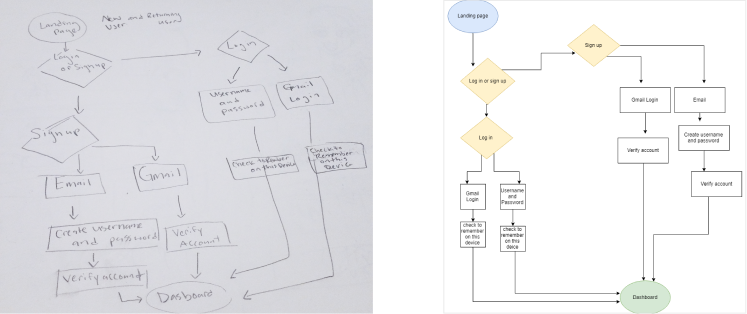 Landing
Page
New and Returning
User
users
Login
or Signup
Login
Username
and
password
Gmail
Login
Signup
Check to
on this Device
Check to
Remember
on this
Device
Email
Gmail
Create Username
and password
Verify
Account
Verify account
Dasboard
Landing page
Sign up
Log in or sign up
Gmail Login
Email
Log in
Create username
and password
Verify account
Verify account
Gmail
Login
Username
and
Password
check to
remember
on this
device
check to
remember
on this
deice
Dashboard